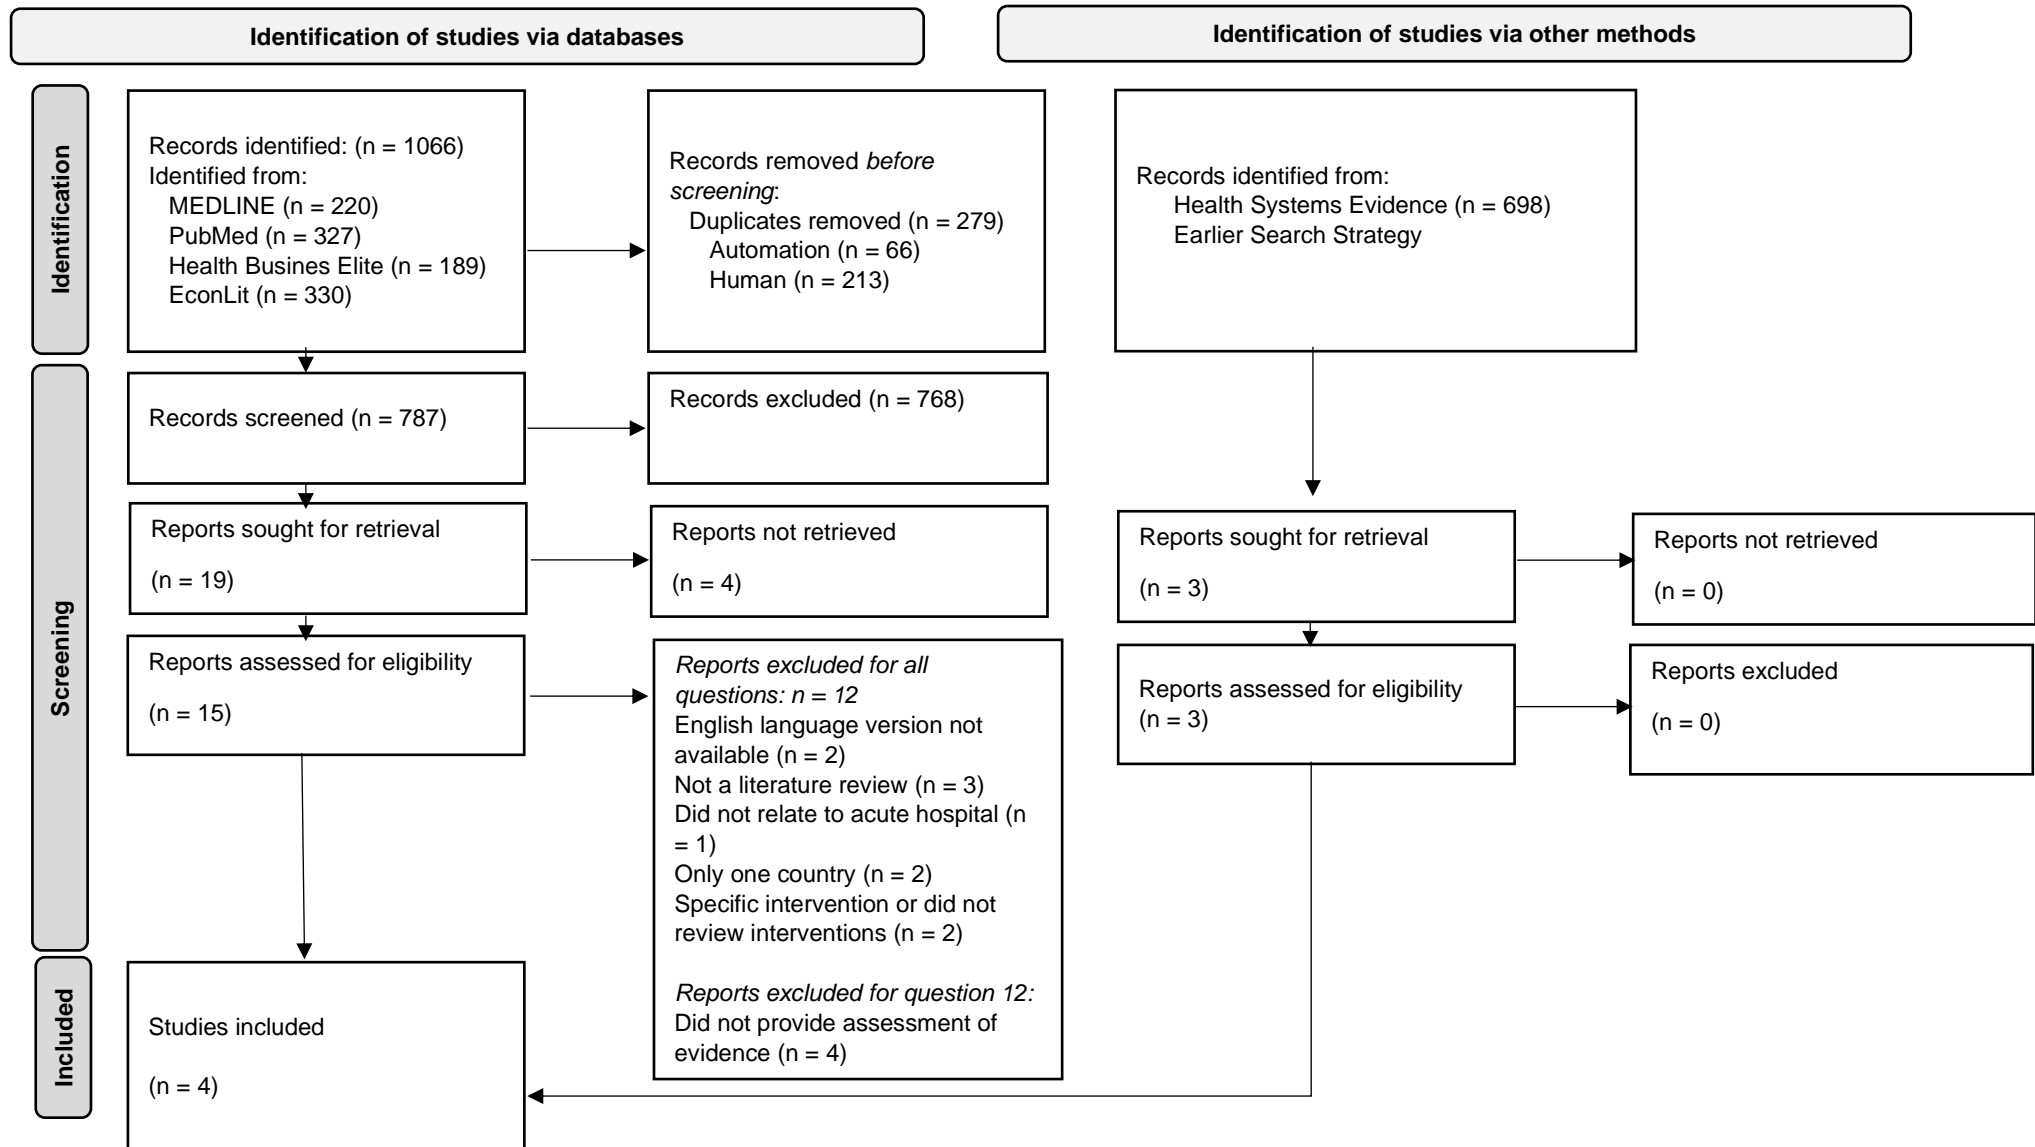 Identification of studies via databases
Identification of studies via other methods
Identification
Records identified: (n = 1066)
Identified from:
MEDLINE (n = 220)
PubMed (n = 327)
Health Busines Elite (n = 189)
EconLit (n = 330)
Records removed before
screening:
Duplicates removed (n = 279)
Automation (n = 66)
Human (n = 213)
Records identified from:
Health Systems Evidence (n = 698)
Earlier Search Strategy
Screening
Records screened (n = 787)
Records excluded (n = 768)
Reports sought for retrieval
(n = 19)
Reports not retrieved
(n = 4)
Reports sought for retrieval
(n = 3)
Reports not retrieved
(n = 0)
Reports assessed for eligibility
(n = 15)
Reports excluded for all
questions: n = 12
English language version not
available (n = 2)
Not a literature review (n = 3)
Did not relate to acute hospital (n
= 1)
Only one country (n = 2)
Specific intervention or did not
review interventions (n = 2)
Reports excluded for question 12:
Did not provide assessment of
evidence (n = 4)
Reports assessed for eligibility
(n = 3)
Reports excluded
(n = 0)
Included
Studies included
(n = 4)